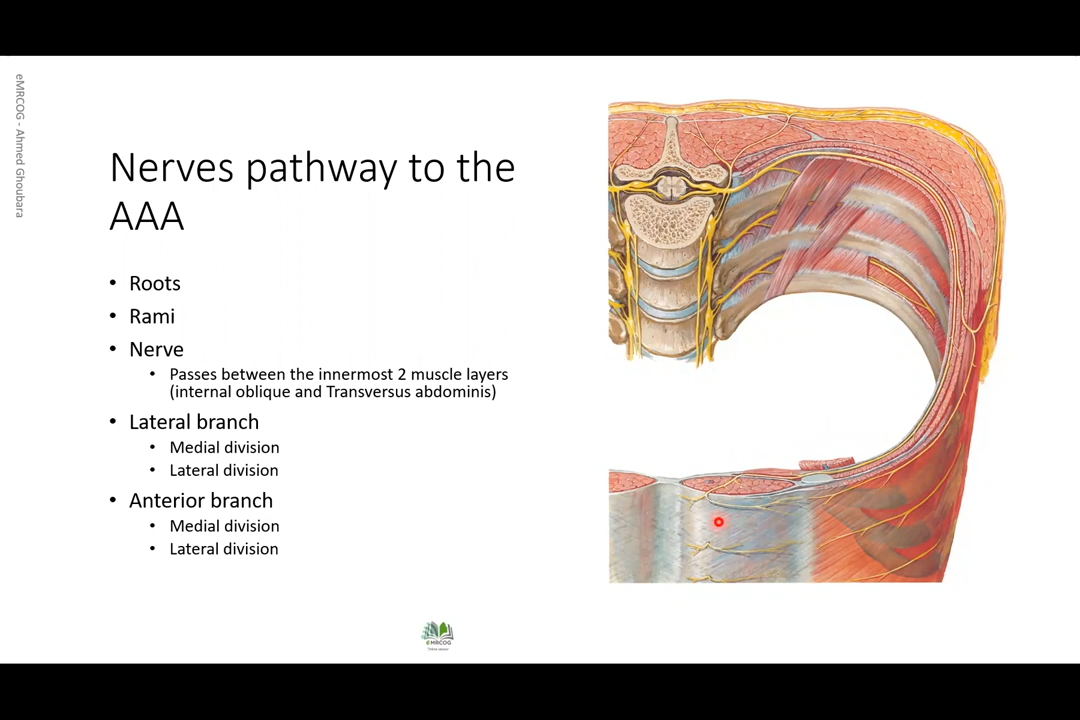 eMRCOG - Ahmed Ghoubara
Nerves pathway to the
AAA
• Roots
• Rami
• Nerve
• Passes between the innermost 2 muscle layers
(internal oblique and Transversus abdominis)
• Lateral branch
• Medial division
• Lateral division
• Anterior branch
• Medial division
• Lateral division
eMRCOG